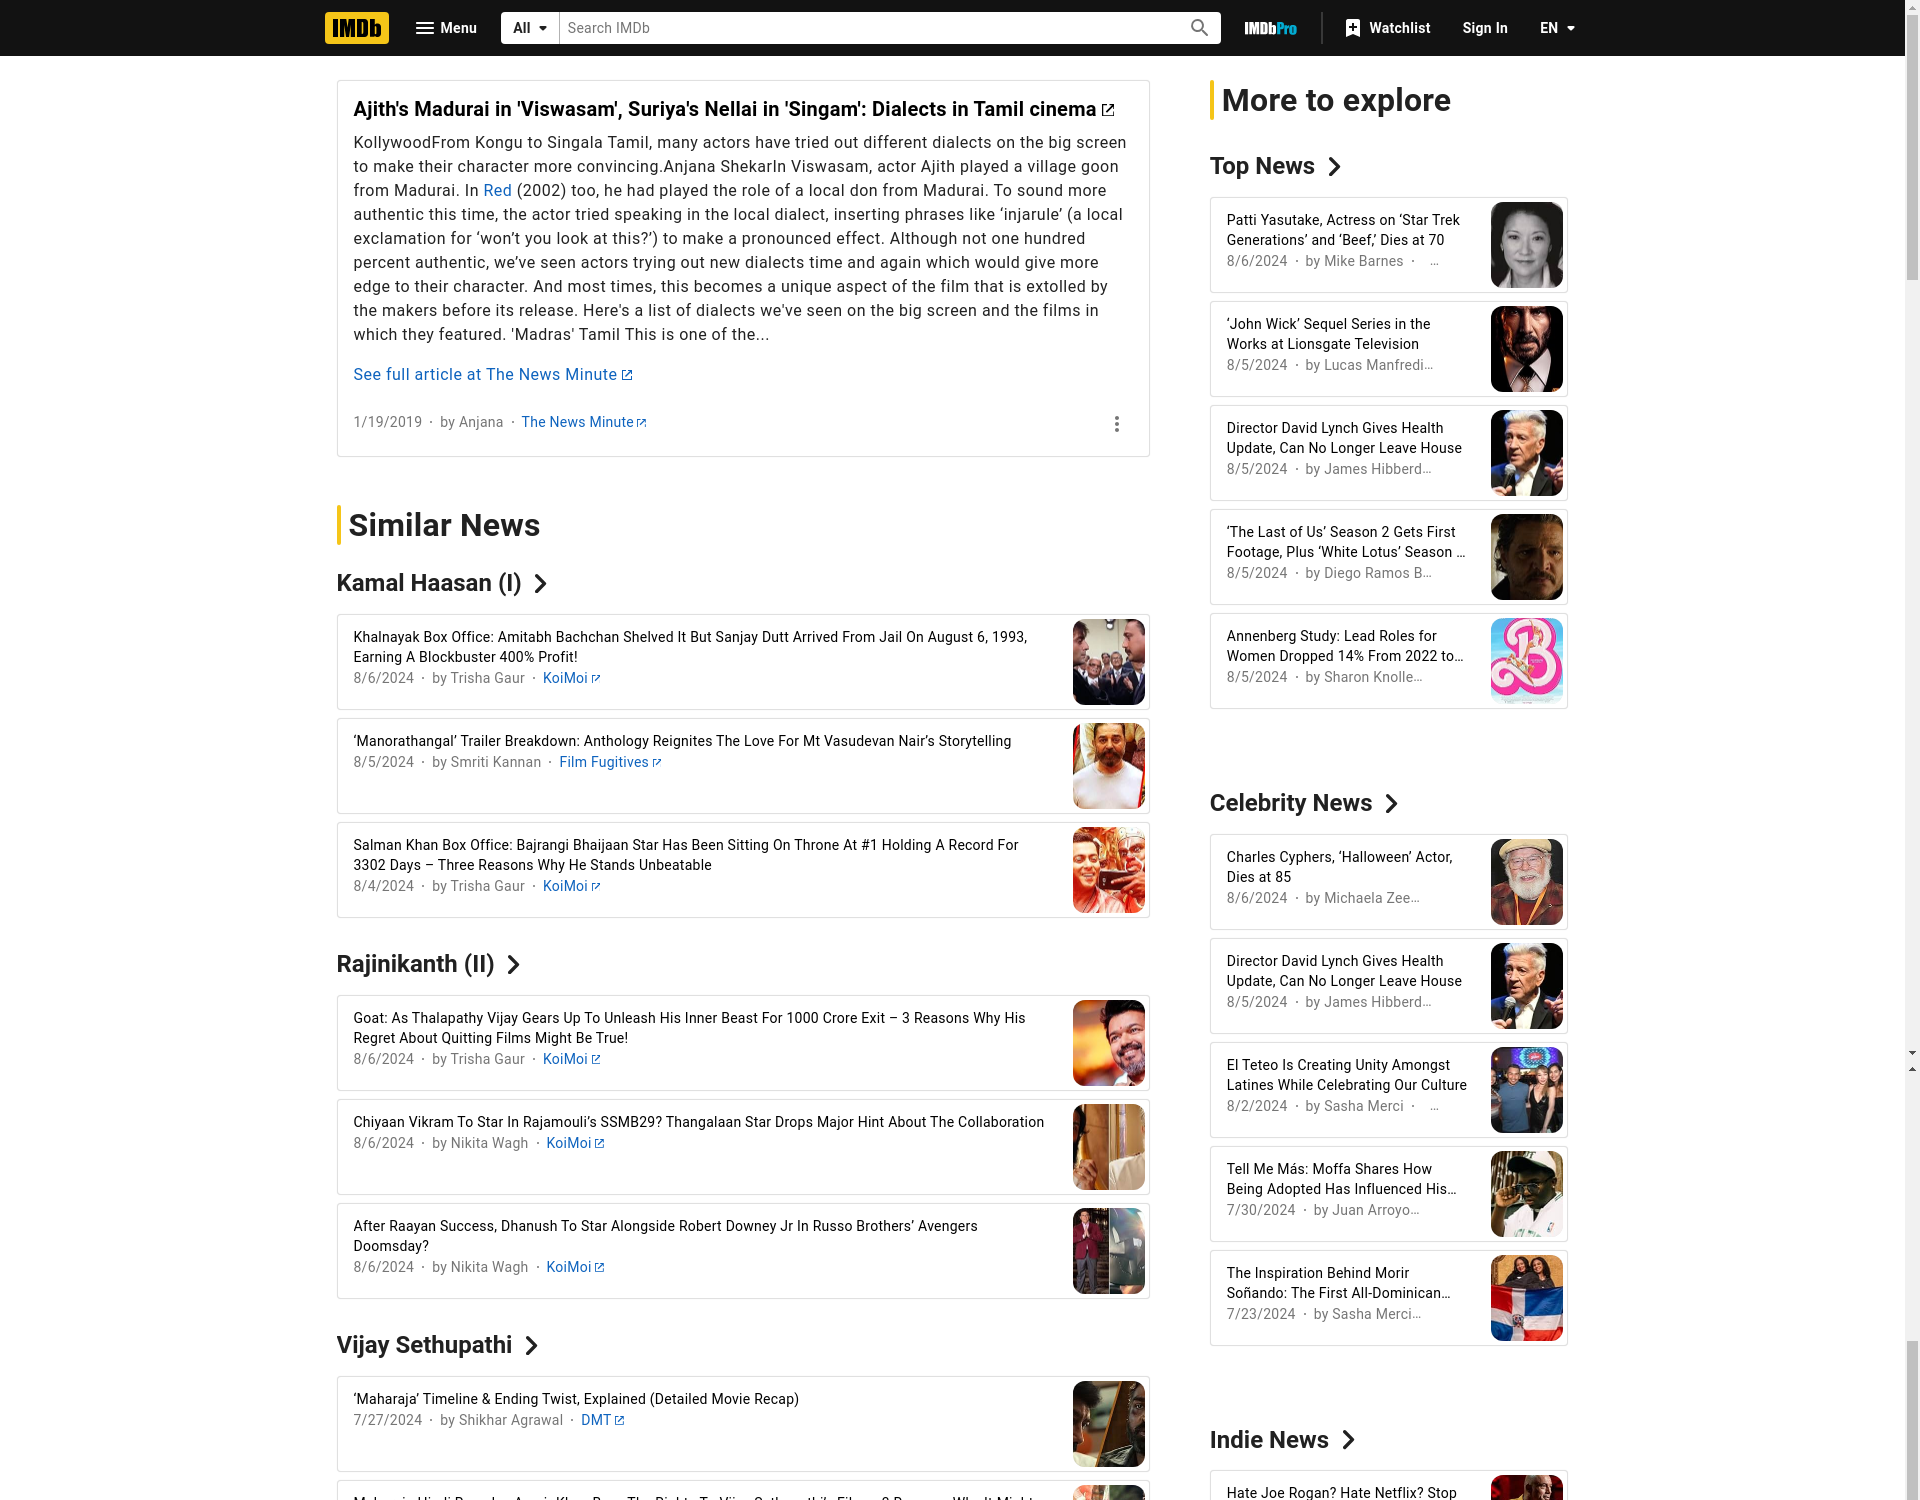 IMDb
Menu
All
Search IMDb
IMDbPro
Watchlist
Sign In
EN
Ajith's Madurai in 'Viswasam', Suriya's Nellai in 'Singam': Dialects in Tamil cinema
KollywoodFrom Kongu to Singala Tamil, many actors have tried out different dialects on the big screen
to make their character more convincing.Anjana ShekarIn Viswasam, actor Ajith played a village goon
from Madurai. In Red (2002) too, he had played the role of a local don from Madurai. To sound more
authentic this time, the actor tried speaking in the local dialect, inserting phrases like ‘injarule’ (a local
exclamation for ‘won’t you look at this?’) to make a pronounced effect. Although not one hundred
percent authentic, we’ve seen actors trying out new dialects time and again which would give more
edge to their character. And most times, this becomes a unique aspect of the film that is extolled by
the makers before its release. Here's a list of dialects we've seen on the big screen and the films in
which they featured. 'Madras' Tamil This is one of the...
See full article at The News Minute
1/19/2019 · by Anjana · The News Minute
Similar News
Kamal Haasan (I)
Khalnayak Box Office: Amitabh Bachchan Shelved It But Sanjay Dutt Arrived From Jail On August 6, 1993,
Earning A Blockbuster 400% Profit!
8/6/2024 · by Trisha Gaur · KoiMoi
‘Manorathangal’ Trailer Breakdown: Anthology Reignites The Love For Mt Vasudevan Nair’s Storytelling
8/5/2024 · by Smriti Kannan · Film Fugitives
Salman Khan Box Office: Bajrangi Bhaijaan Star Has Been Sitting On Throne At #1 Holding A Record For
3302 Days – Three Reasons Why He Stands Unbeatable
8/4/2024 · by Trisha Gaur · KoiMoi
Rajinikanth (II)
Goat: As Thalapathy Vijay Gears Up To Unleash His Inner Beast For 1000 Crore Exit – 3 Reasons Why His
Regret About Quitting Films Might Be True!
8/6/2024 · by Trisha Gaur · KoiMoi
Chiyaan Vikram To Star In Rajamouli’s SSMB29? Thangalaan Star Drops Major Hint About The Collaboration
8/6/2024 · by Nikita Wagh · KoiMoi
After Raayan Success, Dhanush To Star Alongside Robert Downey Jr In Russo Brothers’ Avengers
Doomsday?
8/6/2024 · by Nikita Wagh · KoiMoi
Vijay Sethupathi
‘Maharaja’ Timeline & Ending Twist, Explained (Detailed Movie Recap)
7/27/2024 · by Shikhar Agrawal · DMT
More to explore
Top News
Patti Yasutake, Actress on ‘Star Trek
Generations’ and ‘Beef,’ Dies at 70
8/6/2024 · by Mike Barnes · ...
‘John Wick’ Sequel Series in the
Works at Lionsgate Television
8/5/2024 · by Lucas Manfredi...
Director David Lynch Gives Health
Update, Can No Longer Leave House
8/5/2024 · by James Hibberd...
‘The Last of Us’ Season 2 Gets First
Footage, Plus ‘White Lotus’ Season ...
8/5/2024 · by Diego Ramos B...
Annenberg Study: Lead Roles for
Women Dropped 14% From 2022 to...
8/5/2024 · by Sharon Knolle...
Celebrity News
Charles Cyphers, ‘Halloween’ Actor,
Dies at 85
8/6/2024 · by Michaela Zee...
Director David Lynch Gives Health
Update, Can No Longer Leave House
8/5/2024 · by James Hibberd...
El Teteo Is Creating Unity Amongst
Latines While Celebrating Our Culture
8/2/2024 · by Sasha Merci · ...
Tell Me Más: Moffa Shares How
Being Adopted Has Influenced His...
7/30/2024 · by Juan Arroyo...
The Inspiration Behind Morir
Soñando: The First All-Dominican...
7/23/2024 · by Sasha Merci...
Indie News
Hate Joe Rogan? Hate Netflix? Stop